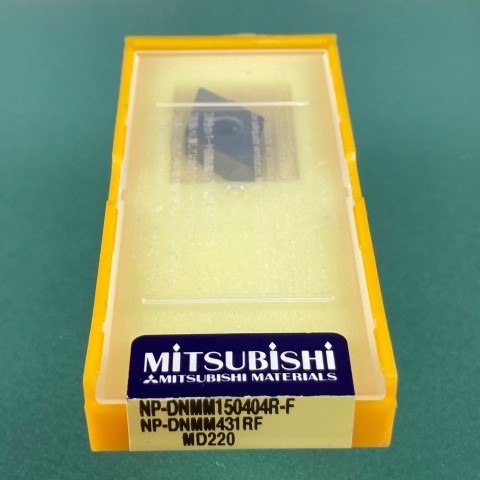 MITSUBISHI
MITSUBISHI MATERIALS
NP-DNMM150404R-F
NP-DNMM431RF
MD220